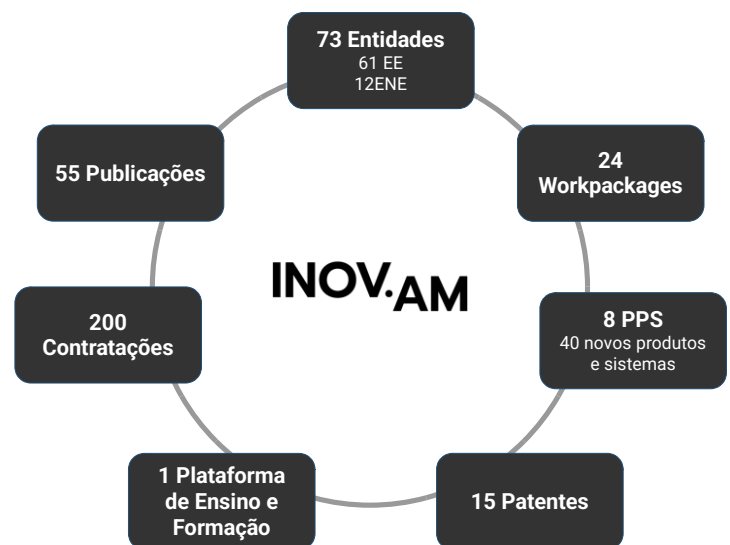 73 Entidades
61 EE
12ENE
24
Workpackages
8 PPS
40 novos produtos
e sistemas
15 Patentes
1 Plataforma
de Ensino e
Formação
200
Contratações
55 Publicações
INOV.AM